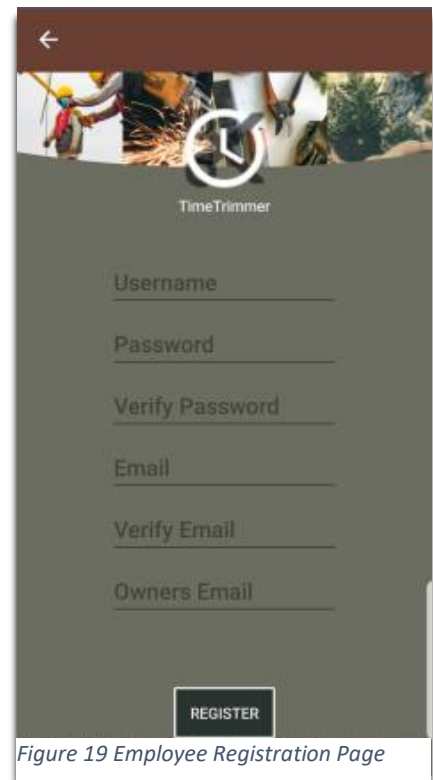 TimeTrimmer
Username
Password
Verify Password
Email
Verify Email
Owners Email
REGISTER
Figure 19 Employee Registration Page